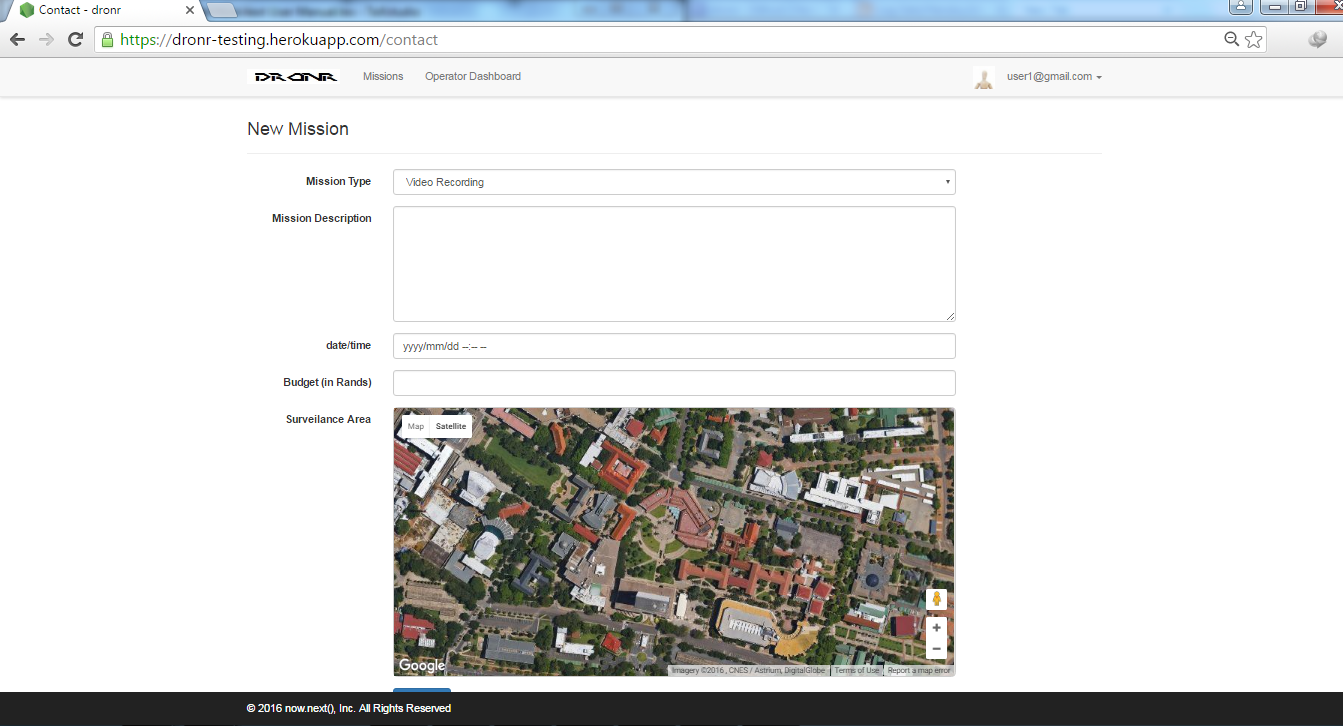 Contact - dronr
https://dronr-testing.herokuapp.com/contact
DRONR Missions Operator Dashboard user1@gmail.com
New Mission
Mission Type Video Recording
Mission Description
date/time yyyy/mm/dd --:-- --
Budget (in Rands)
Surveilance Area
Map Satellite
Google
Imagery ©2016 , CNES / Astrium, DigitalGlobe Terms of Use Report a map error
© 2016 now.next(), Inc. All Rights Reserved